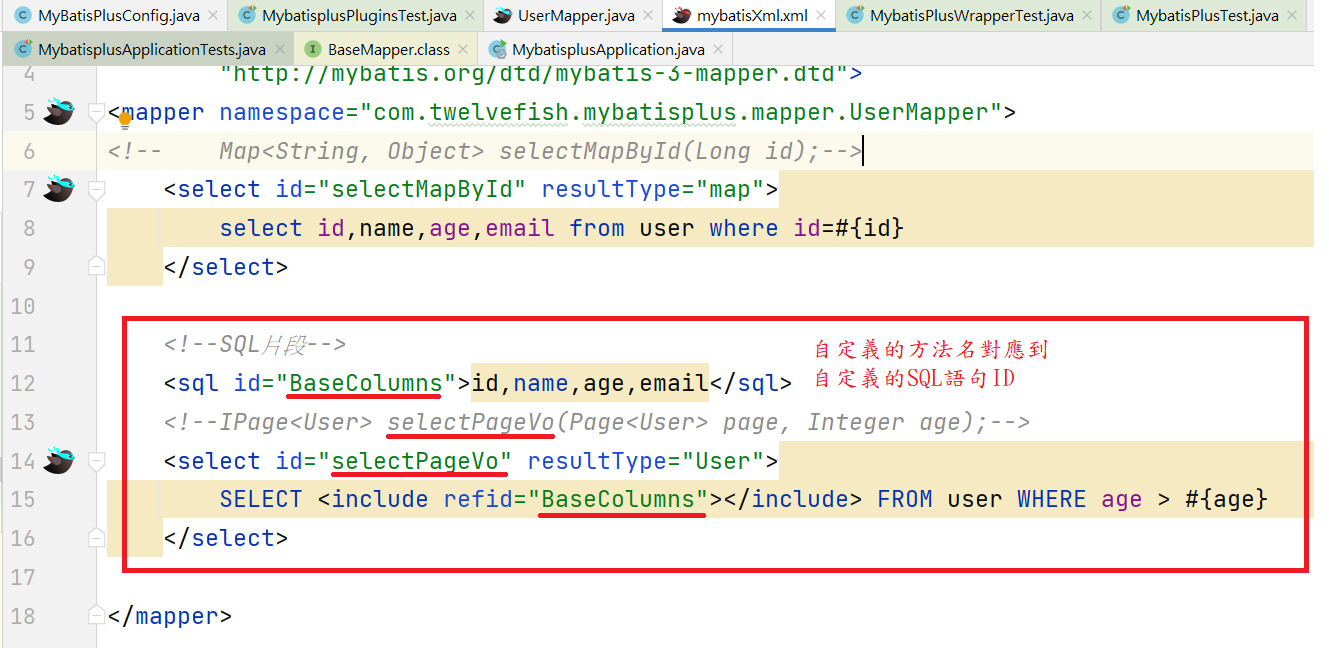 MyBatisPlusConfig.java
MybatisPlusPluginsTest.java
UserMapper.java
mybatisXml.xml
MybatisPlusWrapperTest.java
MybatisPlusTest.java
MybatisplusApplicationTests.java
BaseMapper.class
MybatisplusApplication.java
4 "http://mybatis.org/dtd/mybatis-3-mapper.dtd">
5 <mapper namespace="com.twelvefish.mybatisplus.mapper.UserMapper">
6 <!-- Map<String, Object> selectMapById(Long id);-->
7 <select id="selectMapById" resultType="map">
8 select id,name,age,email from user where id=#{id}
9 </select>
10
11 <!--SQL片段-->
自定義的方法名對應到
自定義的SQL語句ID
12 <sql id="BaseColumns">id,name,age,email</sql>
13 <!--IPage<User> selectPageVo(Page<User> page, Integer age);-->
14 <select id="selectPageVo" resultType="User">
15 SELECT <include refid="BaseColumns"></include> FROM user WHERE age > #{age}
16 </select>
17
18 </mapper>